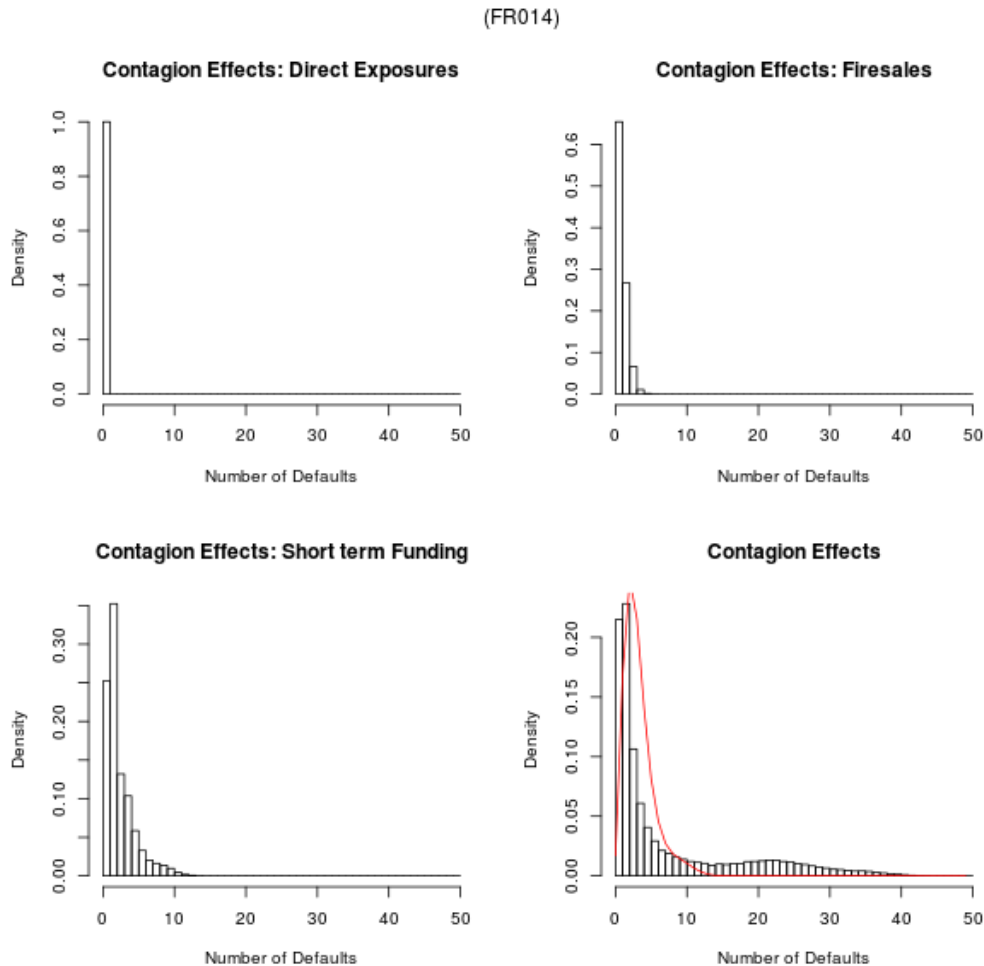 (FR014)
Contagion Effects: Direct Exposures
Density
0.0 0.2 0.4 0.6 0.8 1.0
0 10 20 30 40 50
Number of Defaults
Contagion Effects: Firesales
Density
0.0 0.1 0.2 0.3 0.4 0.5 0.6
0 10 20 30 40 50
Number of Defaults
Contagion Effects: Short term Funding
Density
0.00 0.10 0.20 0.30
0 10 20 30 40 50
Number of Defaults
Contagion Effects
Density
0.00 0.05 0.10 0.15 0.20
0 10 20 30 40 50
Number of Defaults